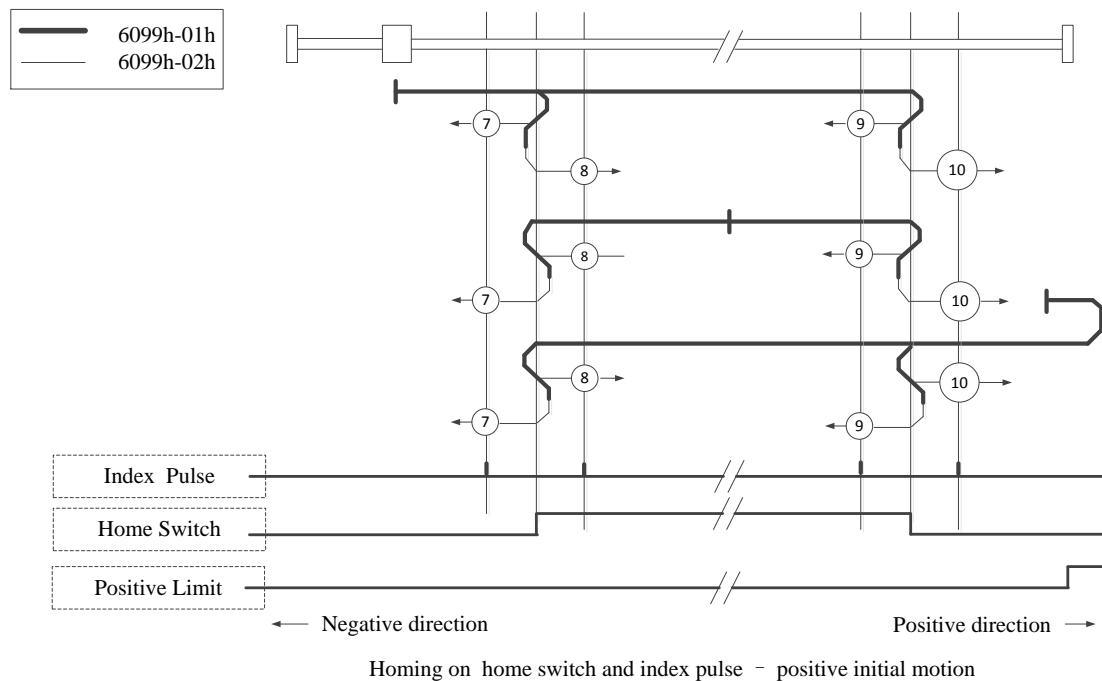 6099h-01h
6099h-02h
7
9
8
10
8
9
7
10
8
10
7
9
Index Pulse
Home Switch
Positive Limit
Negative direction
Positive direction
Homing on home switch and index pulse - positive initial motion